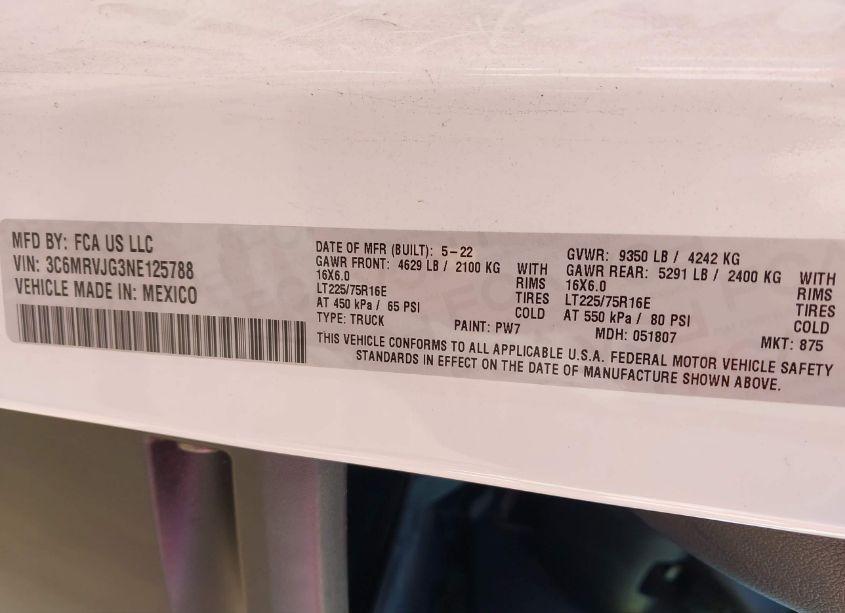 MFD BY: FCA US LLC
VIN: 3C6MRVJG3NE125788
VEHICLE MADE IN: MEXICO
DATE OF MFR (BUILT): 5-22
GAWR FRONT: 4629 LB / 2100 KG WITH
16X6.0 RIMS
LT225/75R16E TIRES
AT 450 kPa / 65 PSI COLD
TYPE: TRUCK PAINT: PW7
GVWR: 9350 LB / 4242 KG
GAWR REAR: 5291 LB / 2400 KG WITH
16X6.0 RIMS
LT225/75R16E TIRES
AT 550 kPa / 80 PSI COLD
MDH: 051807 MKT: 875
THIS VEHICLE CONFORMS TO ALL APPLICABLE U.S.A. FEDERAL MOTOR VEHICLE SAFETY
STANDARDS IN EFFECT ON THE DATE OF MANUFACTURE SHOWN ABOVE.